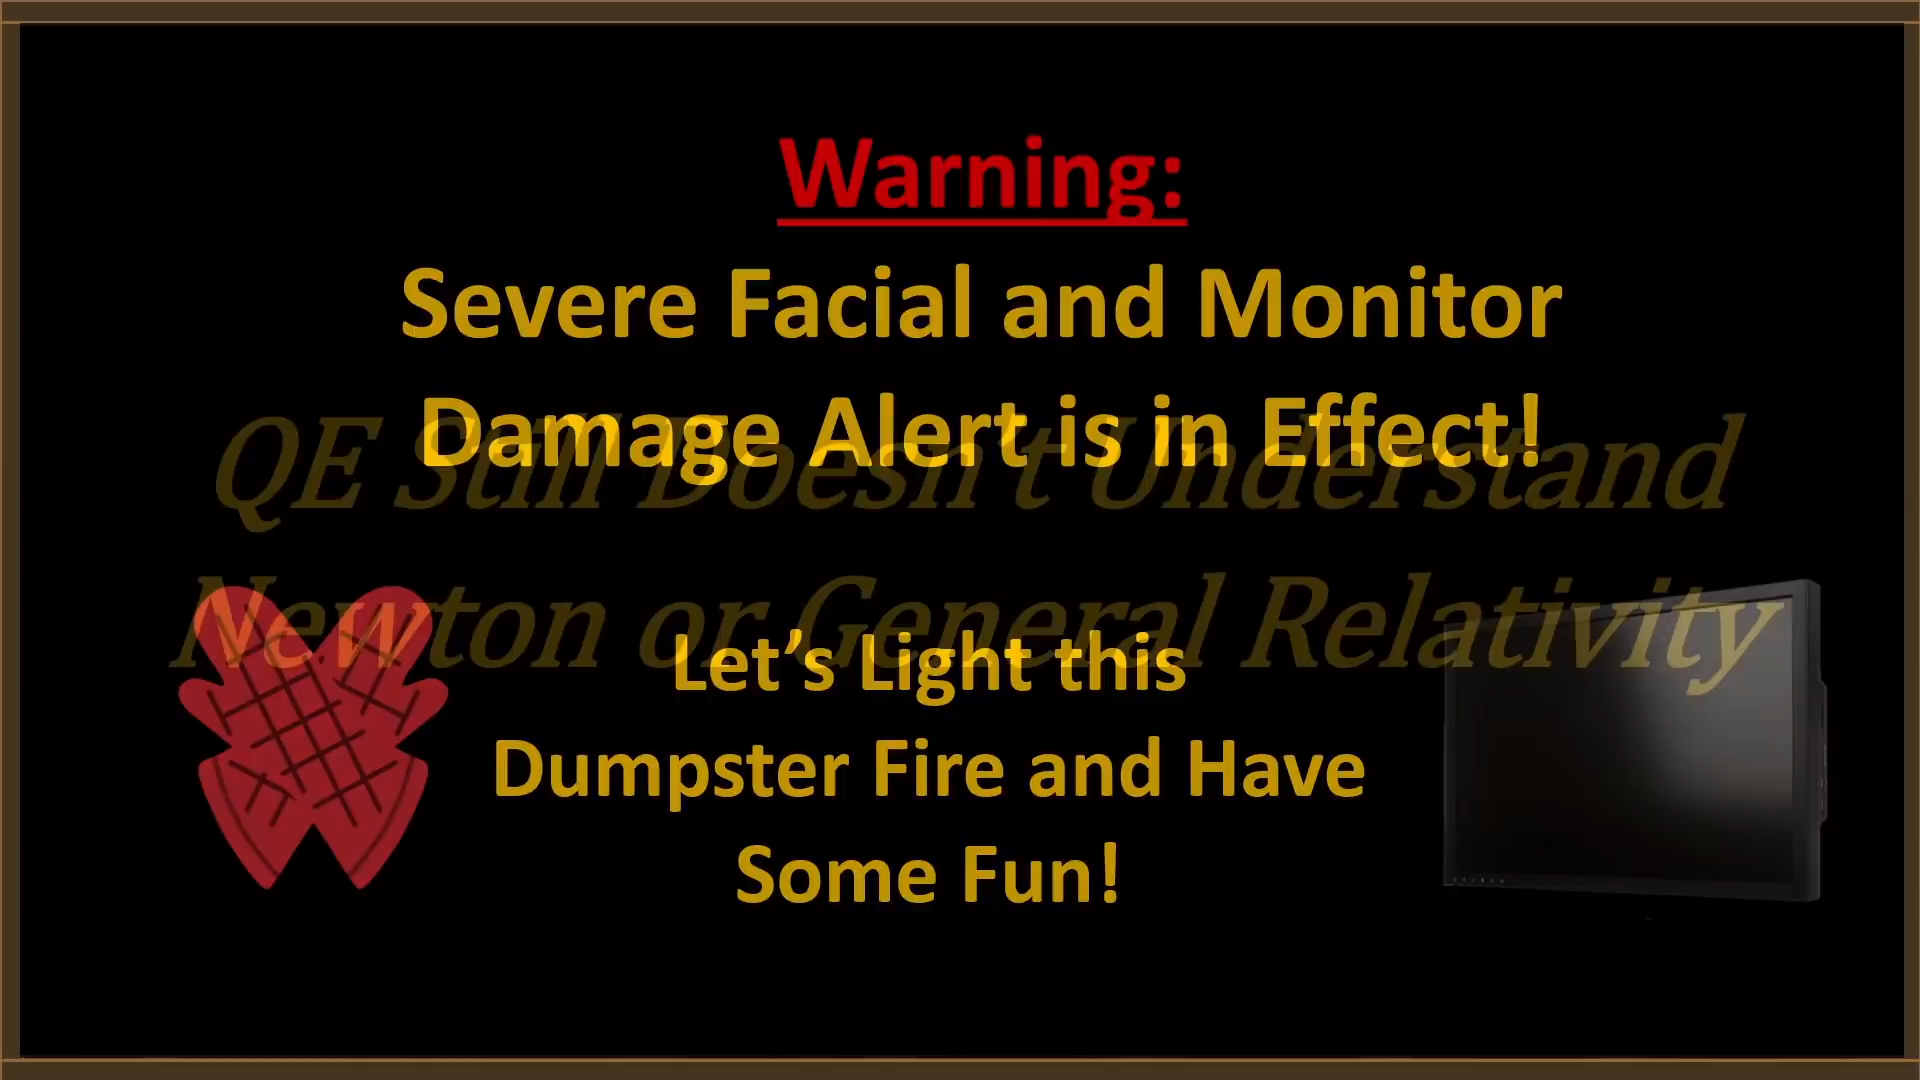 Warning:
Severe Facial and Monitor
Damage Alert is in Effect!
QE Still Doesn't Understand
Newton or General Relativity
Let's Light this
Dumpster Fire and Have
Some Fun!